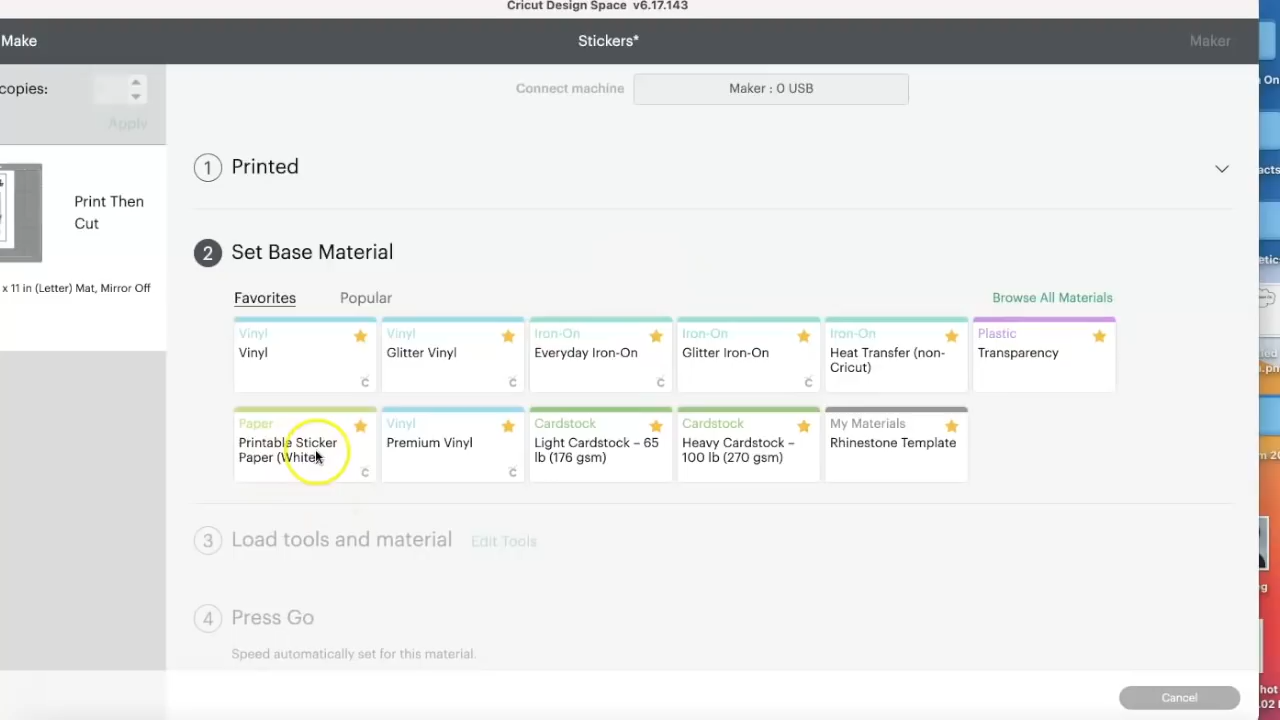 Cricut Design Space v6.17.143
Make
Stickers*
Maker
copies:
Apply
Connect machine
Maker : 0 USB
1 Printed
Print Then
Cut
x 11 in (Letter) Mat, Mirror Off
2 Set Base Material
Favorites
Popular
Browse All Materials
Vinyl
Vinyl
Vinyl
Glitter Vinyl
Iron-On
Everyday Iron-On
Iron-On
Glitter Iron-On
Iron-On
Heat Transfer (non-
Cricut)
Plastic
Transparency
Paper
Printable Sticker
Paper (White)
Vinyl
Premium Vinyl
Cardstock
Light Cardstock – 65
lb (176 gsm)
Cardstock
Heavy Cardstock –
100 lb (270 gsm)
My Materials
Rhinestone Template
3 Load tools and material
Edit Tools
4 Press Go
Speed automatically set for this material.
Cancel
On